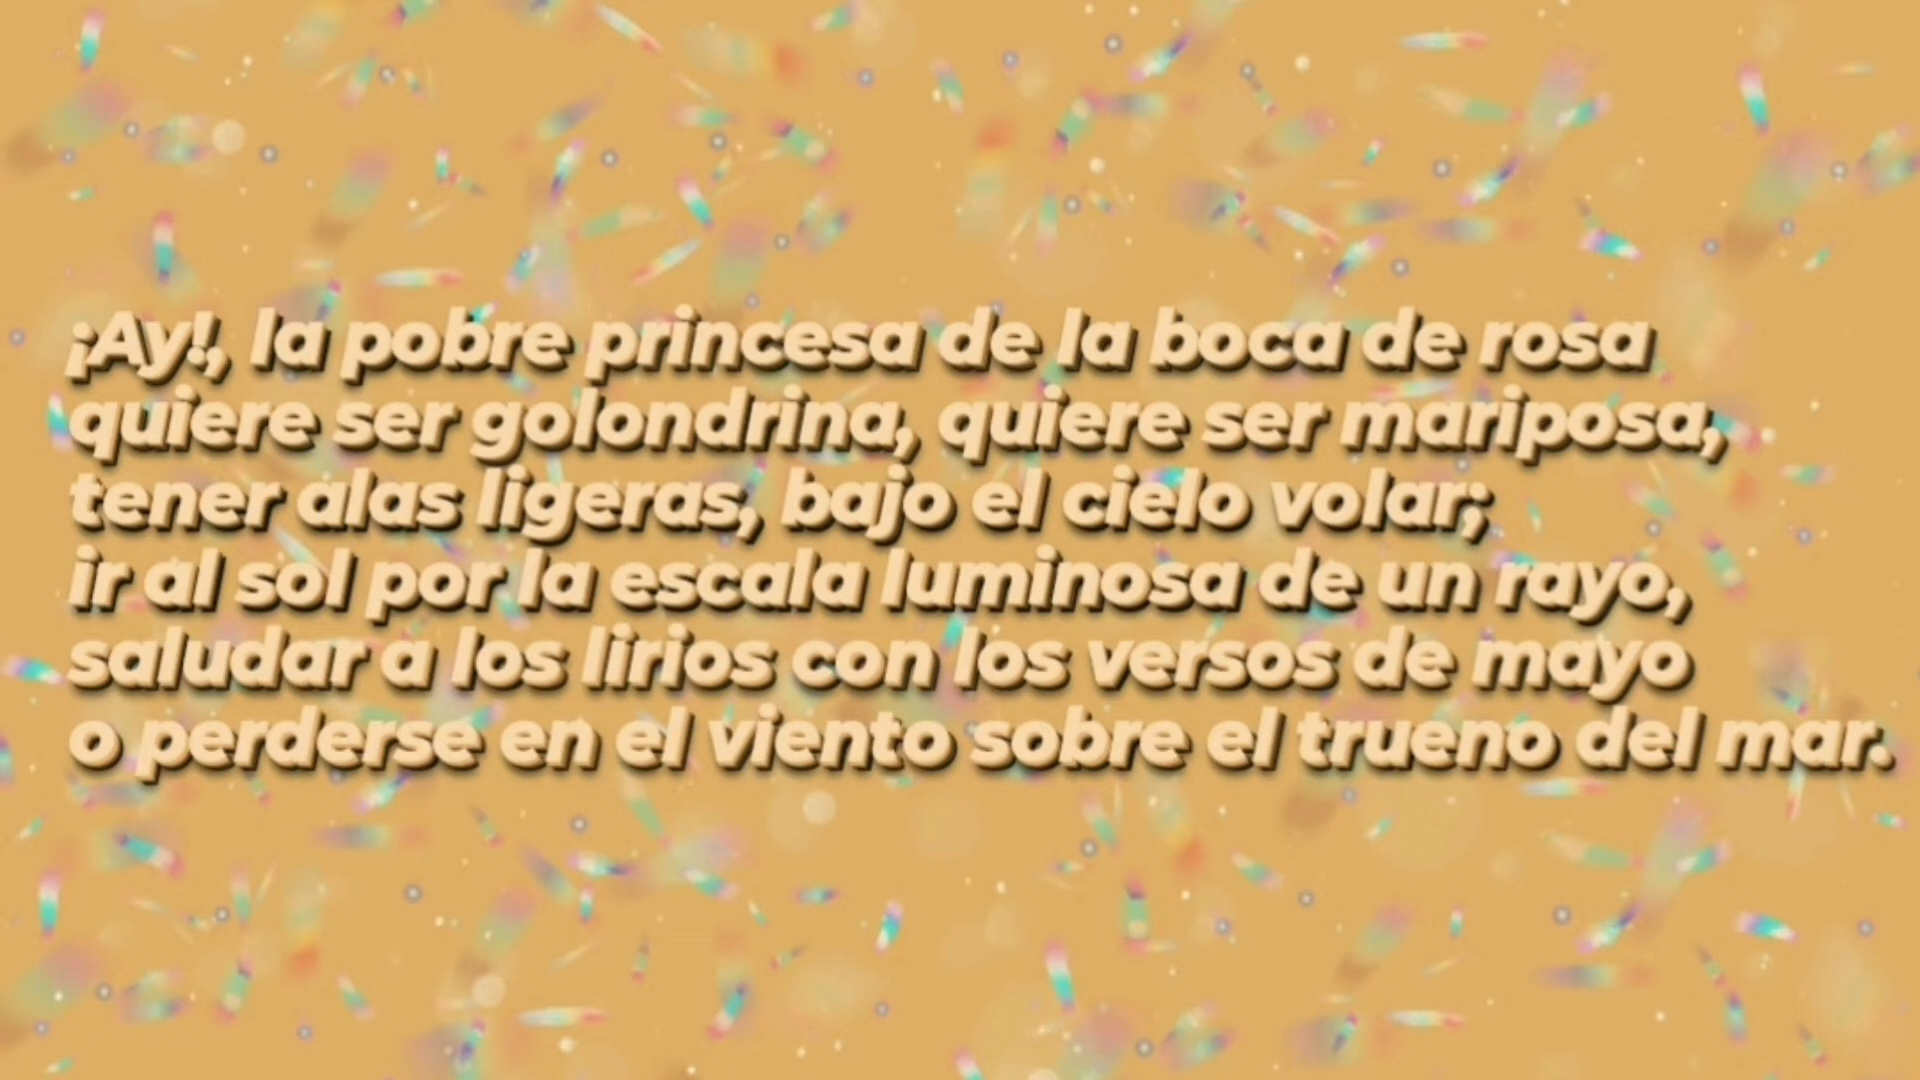 ¡Ay!, la pobre princesa de la boca de rosa
quiere ser golondrina, quiere ser mariposa,
tener alas ligeras, bajo el cielo volar;
ir al sol por la escala luminosa de un rayo,
saludar a los lirios con los versos de mayo
o perderse en el viento sobre el trueno del mar.